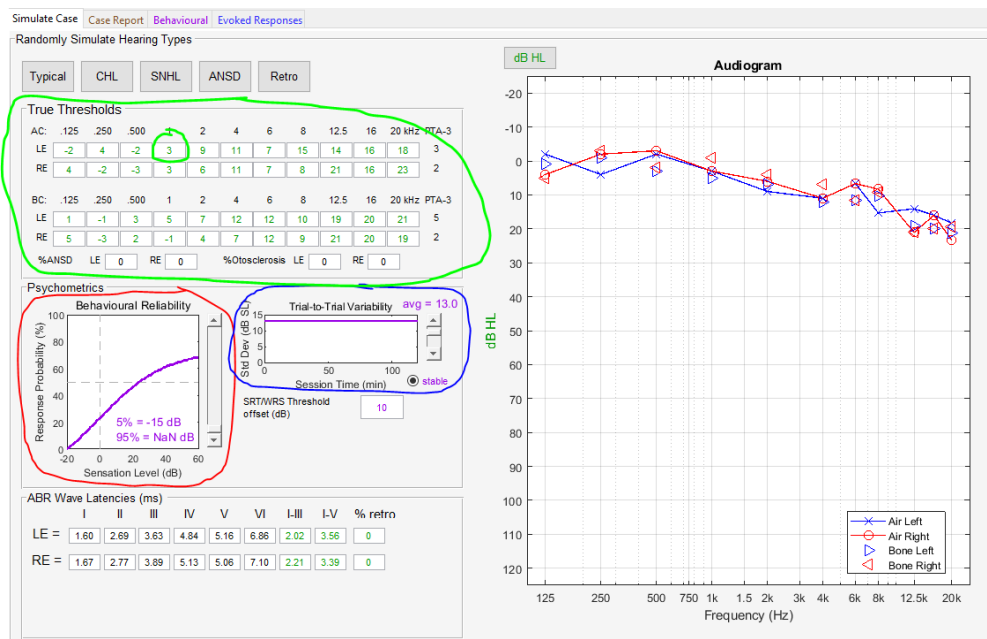 Simulate Case Case Report Behavioural Evoked Responses
Randomly Simulate Hearing Types
Typical CHL SNHL ANSD Retro
True Thresholds
AC: .125 .250 .500 1 2 4 6 8 12.5 16 20 kHz PTA-3
LE -2 4 -2 3 9 11 7 15 14 16 18 3
RE 4 -2 -3 3 6 11 7 8 21 16 23 2
BC: .125 .250 .500 1 2 4 6 8 12.5 16 20 kHz PTA-3
LE 1 -1 3 5 7 12 12 10 19 20 21 5
RE 5 -3 2 -1 4 7 12 9 21 20 19 2
%ANSD LE 0 RE 0 %Otosclerosis LE 0 RE 0
Psychometrics
Behavioural Reliability
Response Probability (%)
100
80
60
40
20
0
5% = -15 dB
95% = NaN dB
-20 0 20 40 60
Sensation Level (dB)
Trial-to-Trial Variability avg = 13.0
Std Dev (dB SL)
15
10
5
0
0 50 100
Session Time (min)
stable
SRT/WRS Threshold
offset (dB)
10
ABR Wave Latencies (ms)
I II III IV V VI I-III I-V % retro
LE = 1.60 2.69 3.63 4.84 5.16 6.86 2.02 3.56 0
RE = 1.67 2.77 3.89 5.13 5.06 7.10 2.21 3.39 0
dB HL
Audiogram
dB HL
-20
-10
0
10
20
30
40
50
60
70
80
90
100
110
120
Air Left
Air Right
Bone Left
Bone Right
125 250 500 750 1k 1.5 2k 3k 4k 6k 8k 12.5k 20k
Frequency (Hz)